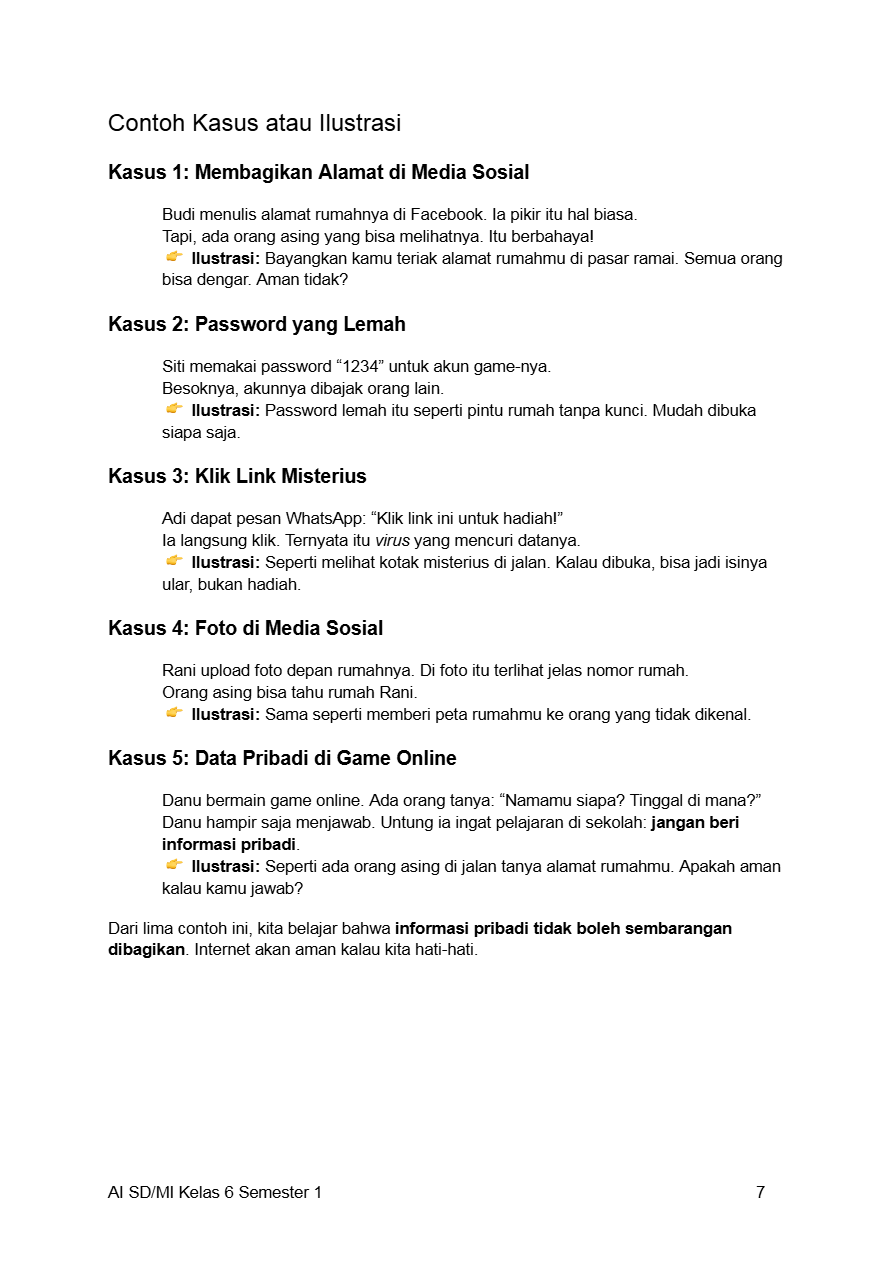 Contoh Kasus atau Ilustrasi
Kasus 1: Membagikan Alamat di Media Sosial
Budi menulis alamat rumahnya di Facebook. Ia pikir itu hal biasa.
Tapi, ada orang asing yang bisa melihatnya. Itu berbahaya!
👉 Ilustrasi: Bayangkan kamu teriak alamat rumahmu di pasar ramai. Semua orang
bisa dengar. Aman tidak?
Kasus 2: Password yang Lemah
Siti memakai password “1234” untuk akun game-nya.
Besoknya, akunnya dibajak orang lain.
👉 Ilustrasi: Password lemah itu seperti pintu rumah tanpa kunci. Mudah dibuka
siapa saja.
Kasus 3: Klik Link Misterius
Adi dapat pesan WhatsApp: “Klik link ini untuk hadiah!”
Ia langsung klik. Ternyata itu virus yang mencuri datanya.
👉 Ilustrasi: Seperti melihat kotak misterius di jalan. Kalau dibuka, bisa jadi isinya
ular, bukan hadiah.
Kasus 4: Foto di Media Sosial
Rani upload foto depan rumahnya. Di foto itu terlihat jelas nomor rumah.
Orang asing bisa tahu rumah Rani.
👉 Ilustrasi: Sama seperti memberi peta rumahmu ke orang yang tidak dikenal.
Kasus 5: Data Pribadi di Game Online
Danu bermain game online. Ada orang tanya: “Namamu siapa? Tinggal di mana?”
Danu hampir saja menjawab. Untung ia ingat pelajaran di sekolah: jangan beri
informasi pribadi.
👉 Ilustrasi: Seperti ada orang asing di jalan tanya alamat rumahmu. Apakah aman
kalau kamu jawab?
Dari lima contoh ini, kita belajar bahwa informasi pribadi tidak boleh sembarangan
dibagikan. Internet akan aman kalau kita hati-hati.
AI SD/MI Kelas 6 Semester 1 7